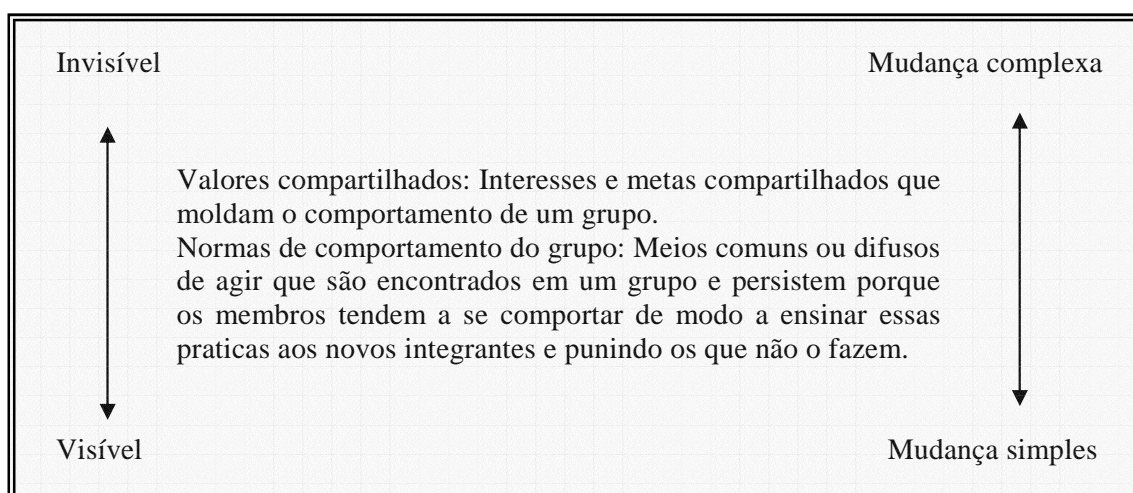 Invisível
Mudança complexa
Valores compartilhados: Interesses e metas compartilhados que
moldam o comportamento de um grupo.
Normas de comportamento do grupo: Meios comuns ou difusos
de agir que são encontrados em um grupo e persistem porque
os membros tendem a se comportar de modo a ensinar essas
praticas aos novos integrantes e punindo os que não o fazem.
Visível
Mudança simples